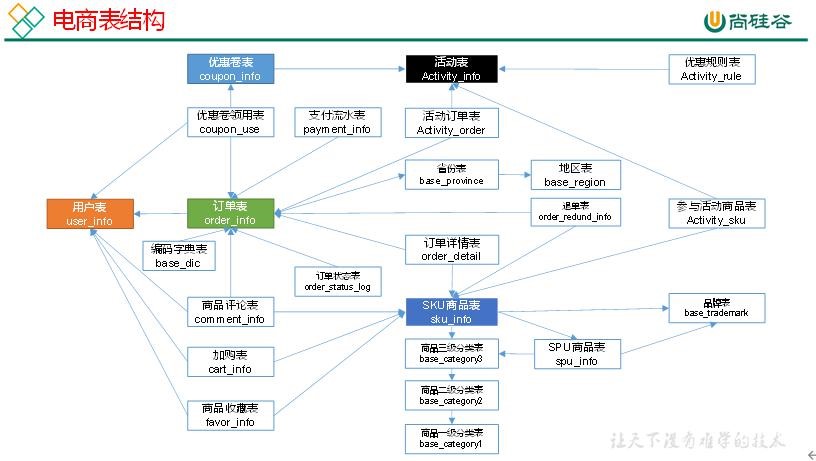 电商表结构
尚硅谷
优惠卷表
coupon_info
活动表
Activity_info
优惠规则表
Activity_rule
优惠卷领用表
coupon_use
支付流水表
payment_info
活动订单表
Activity_order
省份表
base_province
地区表
base_region
用户表
user_info
订单表
order_info
退单表
order_redund_info
参与活动商品表
Activity_sku
编码字典表
base_dic
订单详情表
order_detail
订单状态表
order_status_log
商品评论表
comment_info
SKU商品表
sku_info
品牌表
base_trademark
加购表
cart_info
商品三级分类表
base_category3
SPU商品表
spu_info
商品二级分类表
base_category2
商品收藏表
favor_info
商品一级分类表
base_category1
让天下没有难学的技术